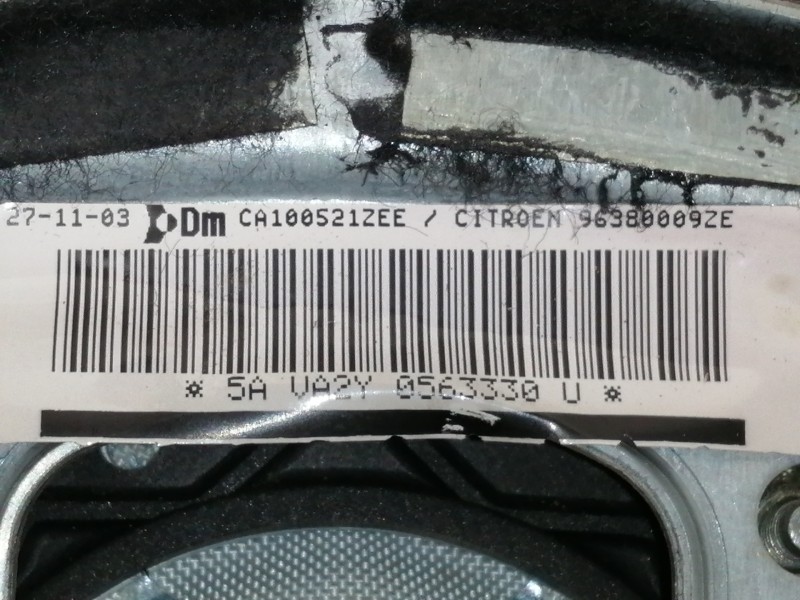 27-11-03 Dm CA100521ZEE / CITROEN 96380009ZE
* 5A VA2Y 0563330 U *